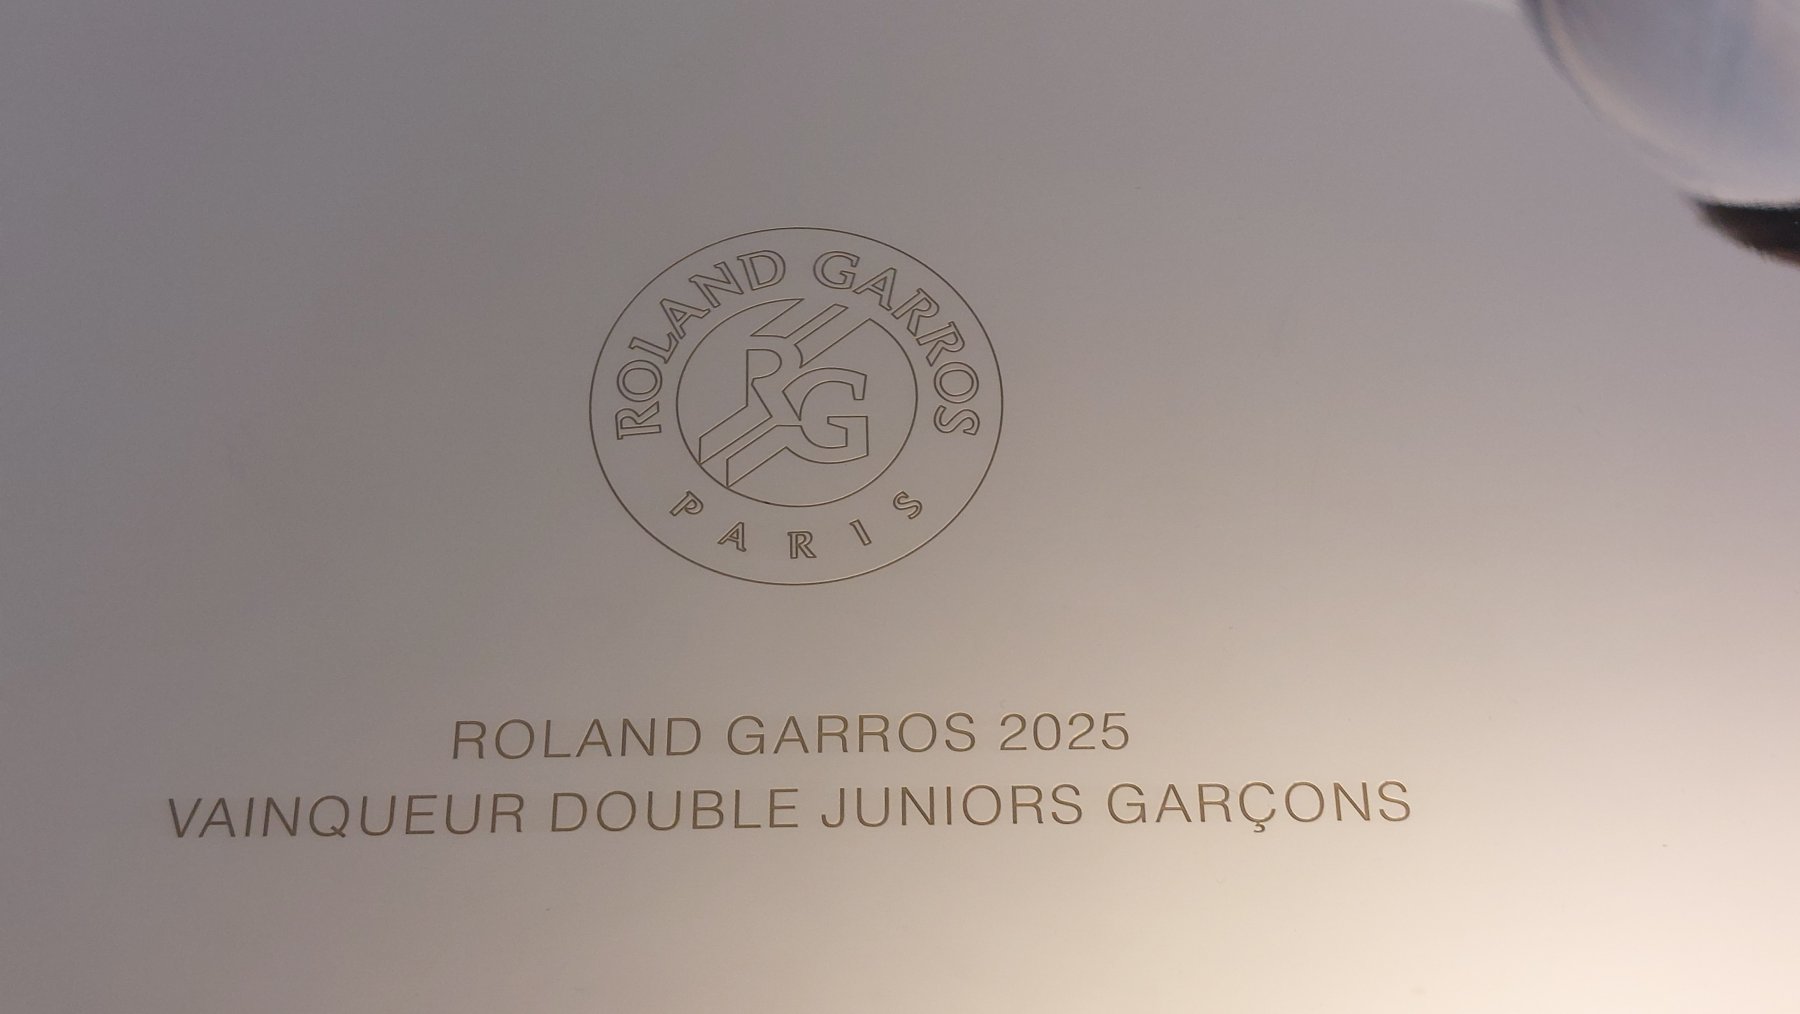 ROLAND GARROS
RG
PARIS
ROLAND GARROS 2025
VAINQUEUR DOUBLE JUNIORS GARÇONS